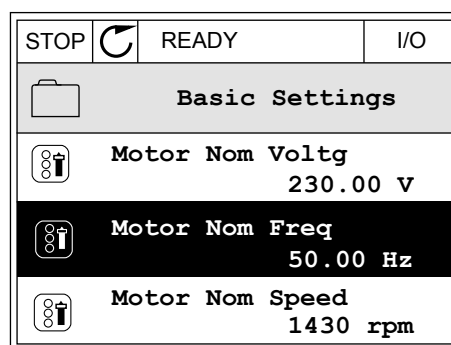 STOP READY I/O
Basic Settings
Motor Nom Voltg
230.00 V
Motor Nom Freq
50.00 Hz
Motor Nom Speed
1430 rpm